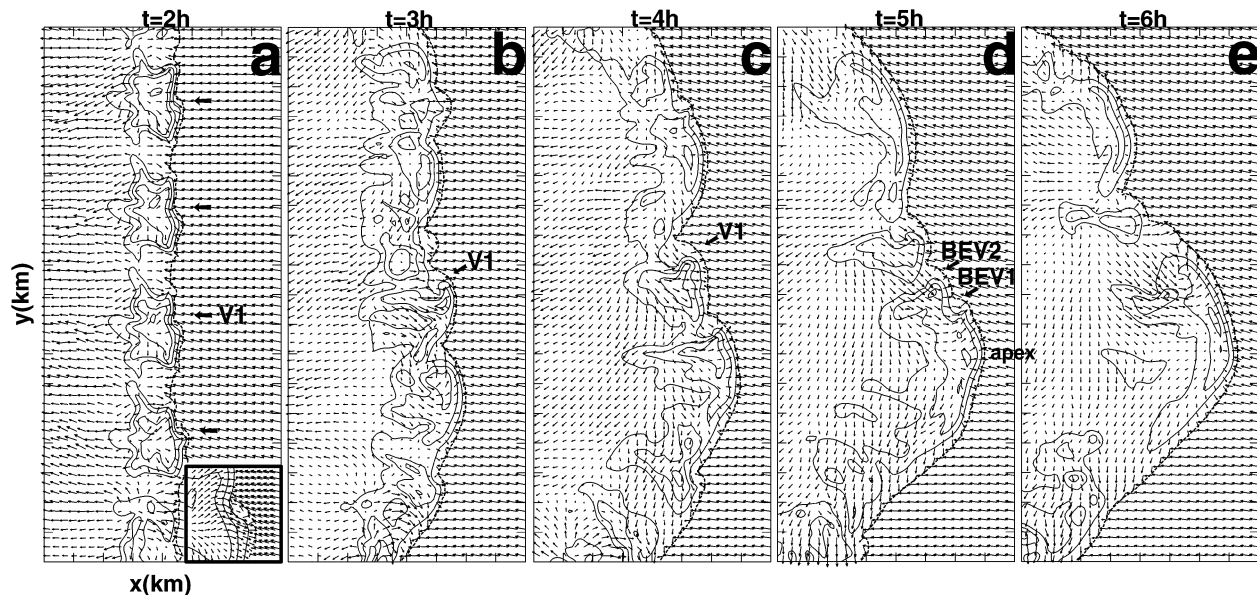 t=2h t=3h t=4h t=5h t=6h
a b c d e
V1
V1
V1
BEV2
BEV1
apex
y(km)
x(km)